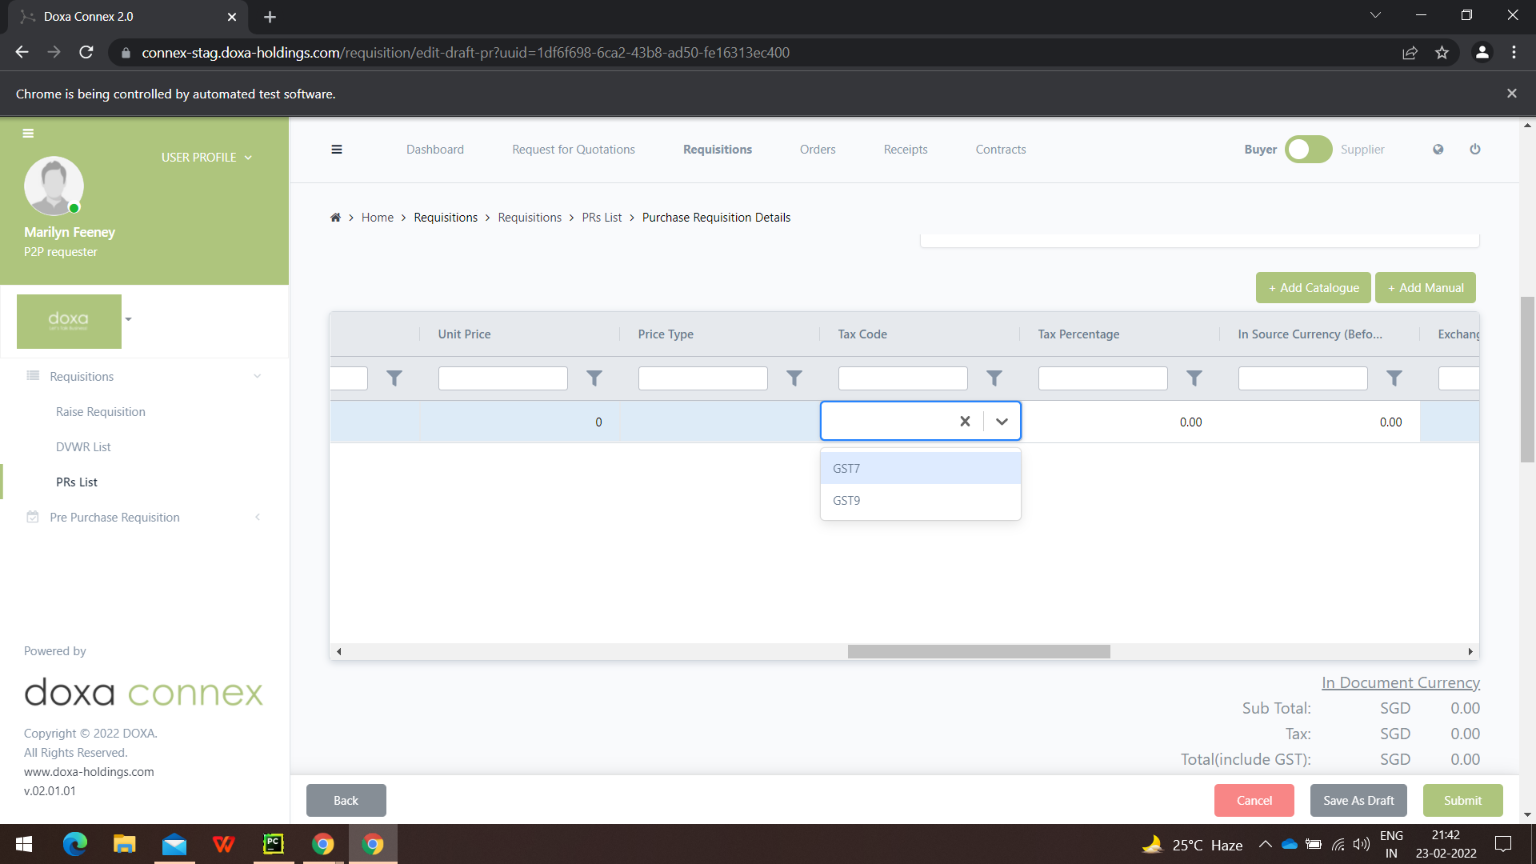 Doxa Connex 2.0
connex-stag.doxa-holdings.com/requisition/edit-draft-pr?uuid=1df6f698-6ca2-43b8-ad50-fe16313ec400
Chrome is being controlled by automated test software.
USER PROFILE
Marilyn Feeney
P2P requester
doxa
Requisitions
Raise Requisition
DVWR List
PRs List
Pre Purchase Requisition
Powered by
doxa connex
Copyright © 2022 DOXA.
All Rights Reserved.
www.doxa-holdings.com
v.02.01.01
Dashboard Request for Quotations Requisitions Orders Receipts Contracts Buyer Supplier
> Home > Requisitions > Requisitions > PRs List > Purchase Requisition Details
+ Add Catalogue + Add Manual
Unit Price Price Type Tax Code Tax Percentage In Source Currency (Befo... Exchang
0 0.00 0.00
GST7
GST9
In Document Currency
Sub Total: SGD 0.00
Tax: SGD 0.00
Total(include GST): SGD 0.00
Back Cancel Save As Draft Submit
PC
25°C Haze
ENG
IN
21:42
23-02-2022